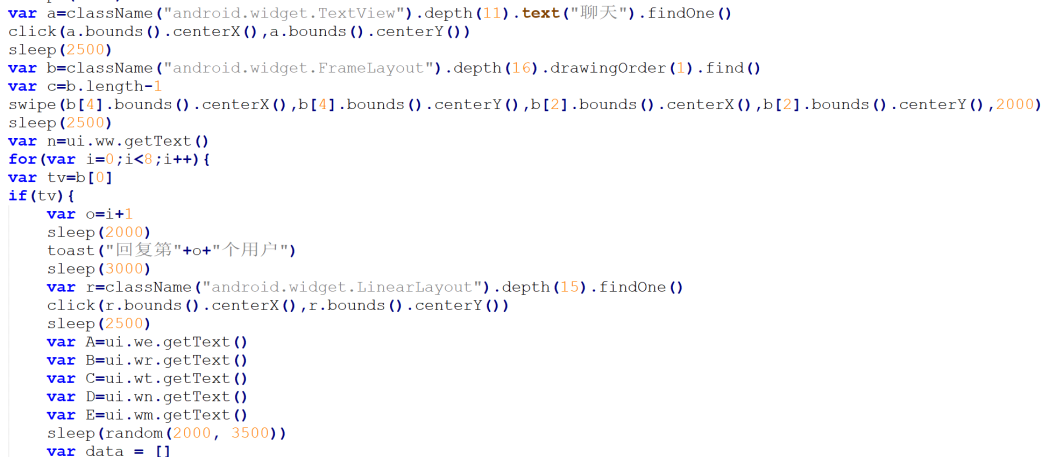 var a=className("android.widget.TextView").depth(11).text("聊天").findOne()
click(a.bounds().centerX(),a.bounds().centerY())
sleep(2500)
var b=className("android.widget.FrameLayout").depth(16).drawingOrder(1).find()
var c=b.length-1
swipe(b[4].bounds().centerX(),b[4].bounds().centerY(),b[2].bounds().centerX(),b[2].bounds().centerY(),2000)
sleep(2500)
var n=ui.ww.getText()
for(var i=0;i<8;i++){
var tv=b[0]
if(tv){
    var o=i+1
    sleep(2000)
    toast("回复第"+o+"个用户")
    sleep(3000)
    var r=className("android.widget.LinearLayout").depth(15).findOne()
    click(r.bounds().centerX(),r.bounds().centerY())
    sleep(2500)
    var A=ui.we.getText()
    var B=ui.wr.getText()
    var C=ui.wt.getText()
    var D=ui.wn.getText()
    var E=ui.wm.getText()
    sleep(random(2000, 3500))
    var data = []